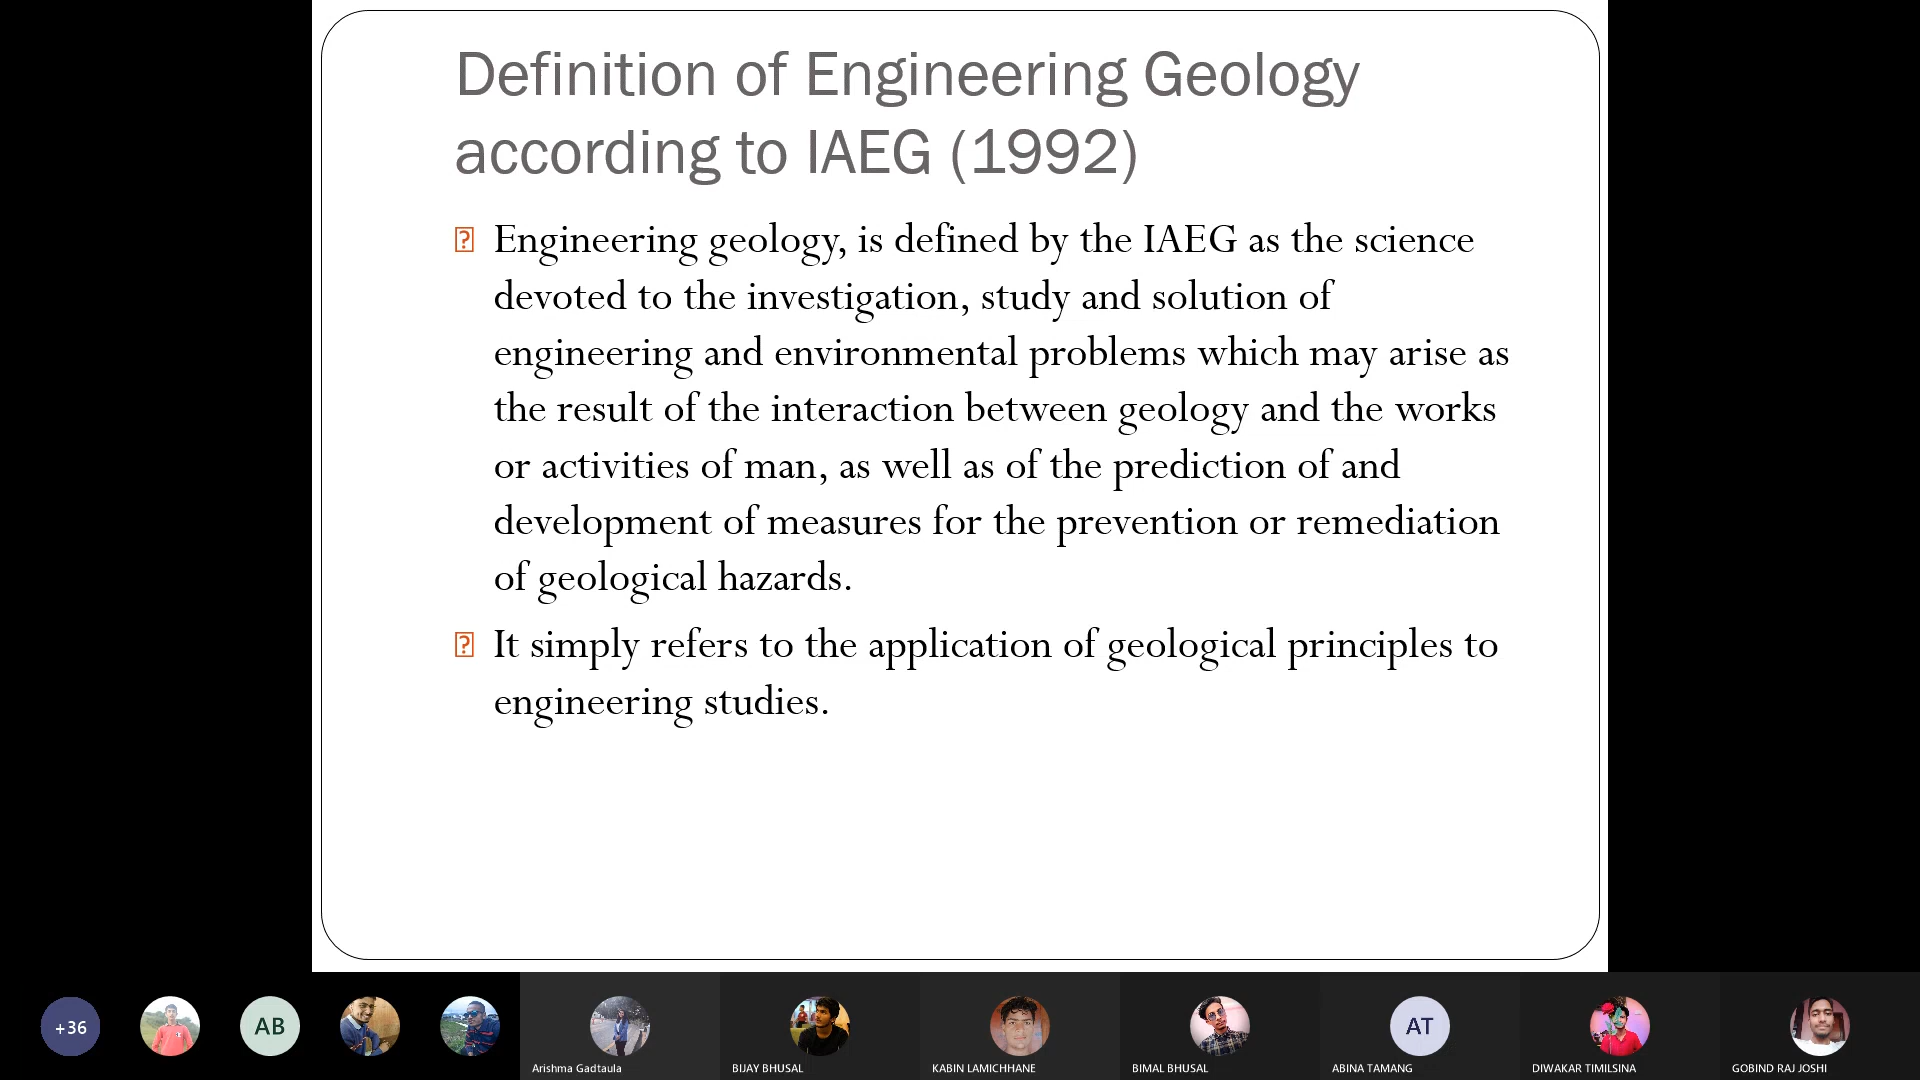 Definition of Engineering Geology
according to IAEG (1992)
Engineering geology, is defined by the IAEG as the science
devoted to the investigation, study and solution of
engineering and environmental problems which may arise as
the result of the interaction between geology and the works
or activities of man, as well as of the prediction of and
development of measures for the prevention or remediation
of geological hazards.
It simply refers to the application of geological principles to
engineering studies.
+36
AB
AT
Arishma Gadtaula
BIJAY BHUSAL
KABIN LAMICHHANE
BIMAL BHUSAL
ABINA TAMANG
DIWAKAR TIMILSINA
GOBIND RAJ JOSHI